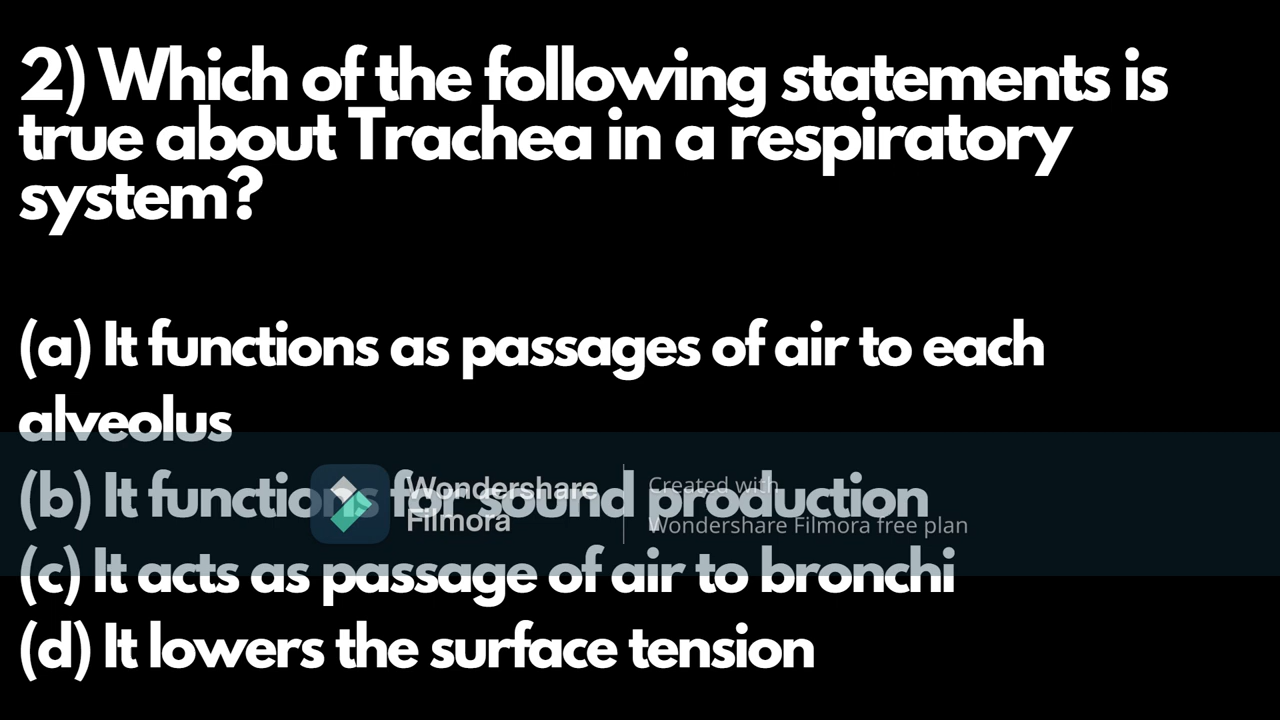 2) Which of the following statements is
true about Trachea in a respiratory
system?
(a) It functions as passages of air to each
alveolus
(b) It functions for sound production
Wondershare
Filmora
Created with
Wondershare Filmora free plan
(c) It acts as passage of air to bronchi
(d) It lowers the surface tension